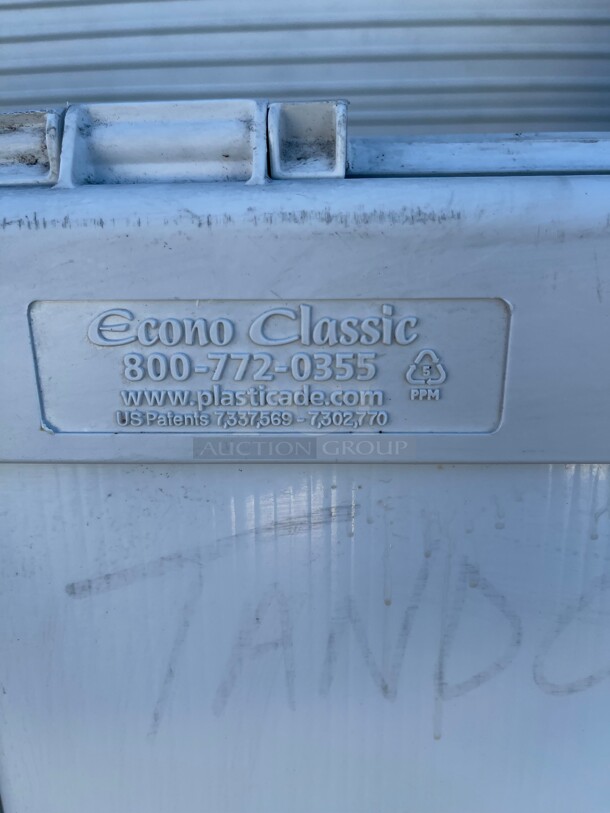 Econo Classic
800-772-0355
www.plasticade.com
US Patents 7,337,569 - 7,302,770
5
PPM
AUCTION GROUP
TANDO